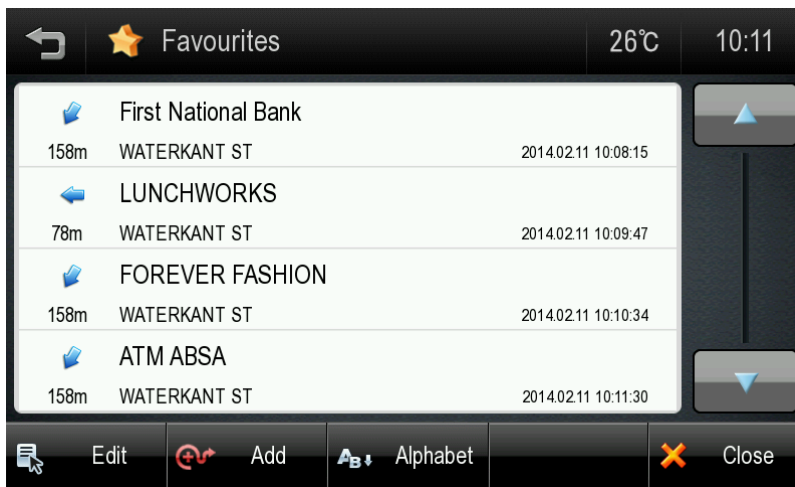 Favourites 26℃ 10:11
First National Bank
158m WATERKANT ST 2014.02.11 10:08:15
LUNCHWORKS
78m WATERKANT ST 2014.02.11 10:09:47
FOREVER FASHION
158m WATERKANT ST 2014.02.11 10:10:34
ATM ABSA
158m WATERKANT ST 2014.02.11 10:11:30
Edit Add AB Alphabet Close